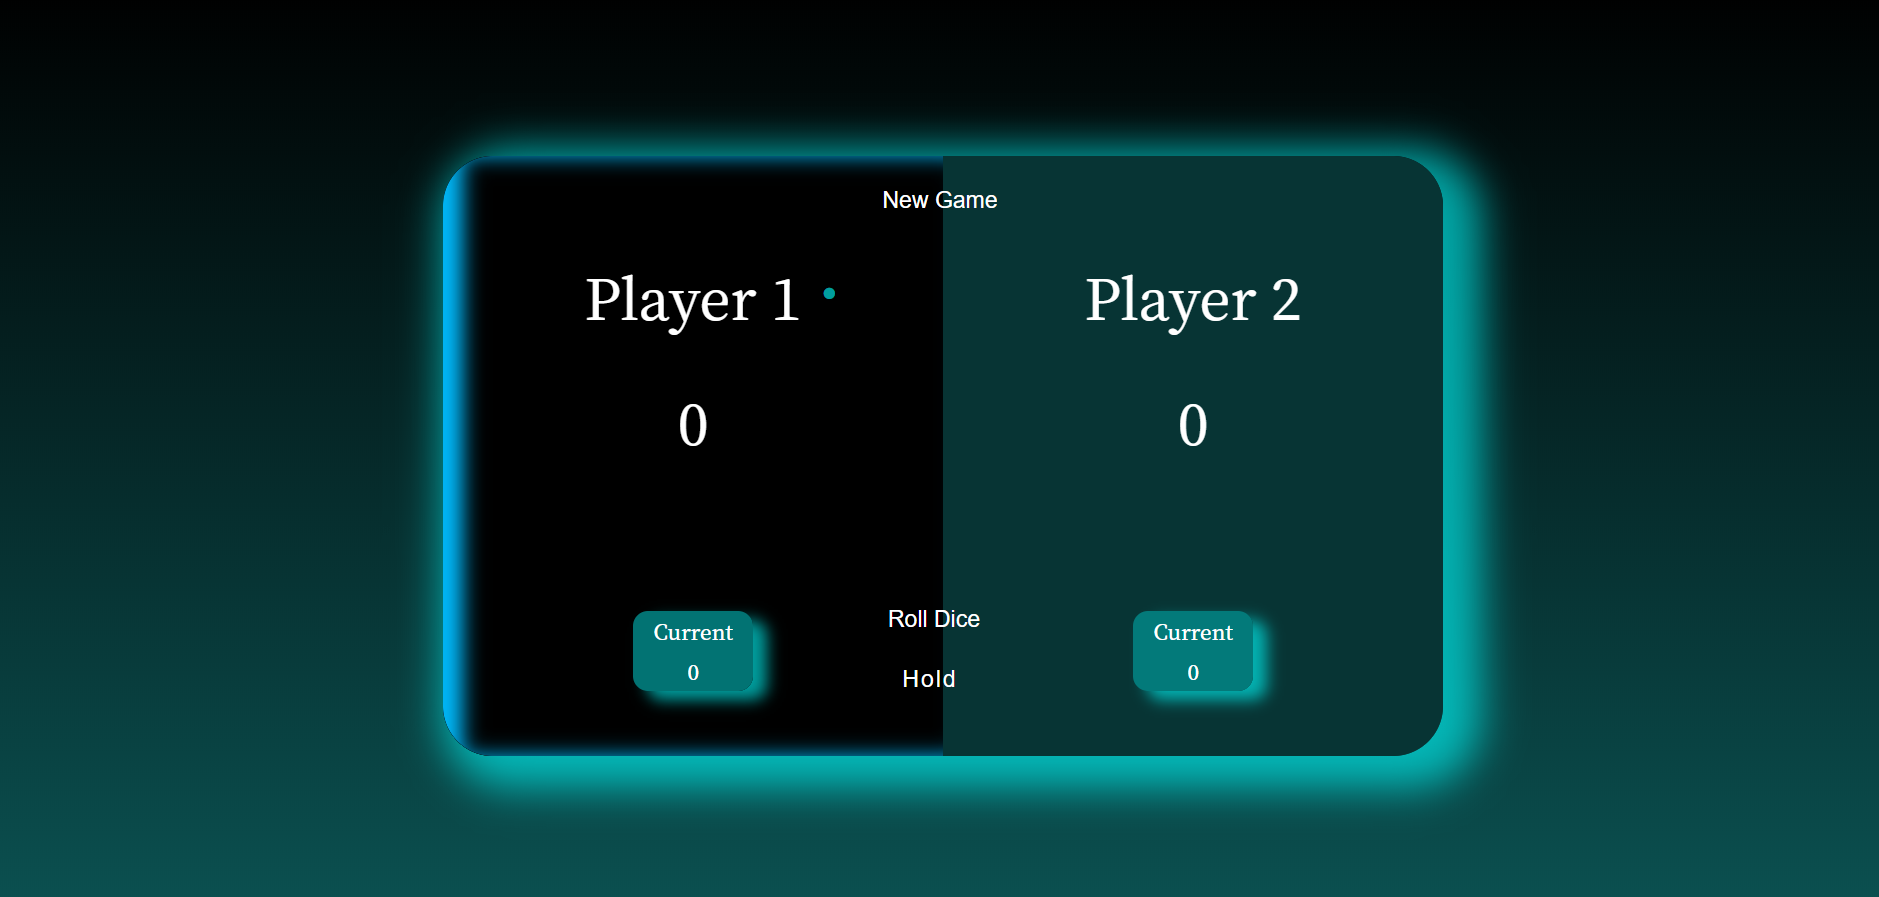 New Game
Player 1
Player 2
0
0
Current
0
Roll Dice
Hold
Current
0